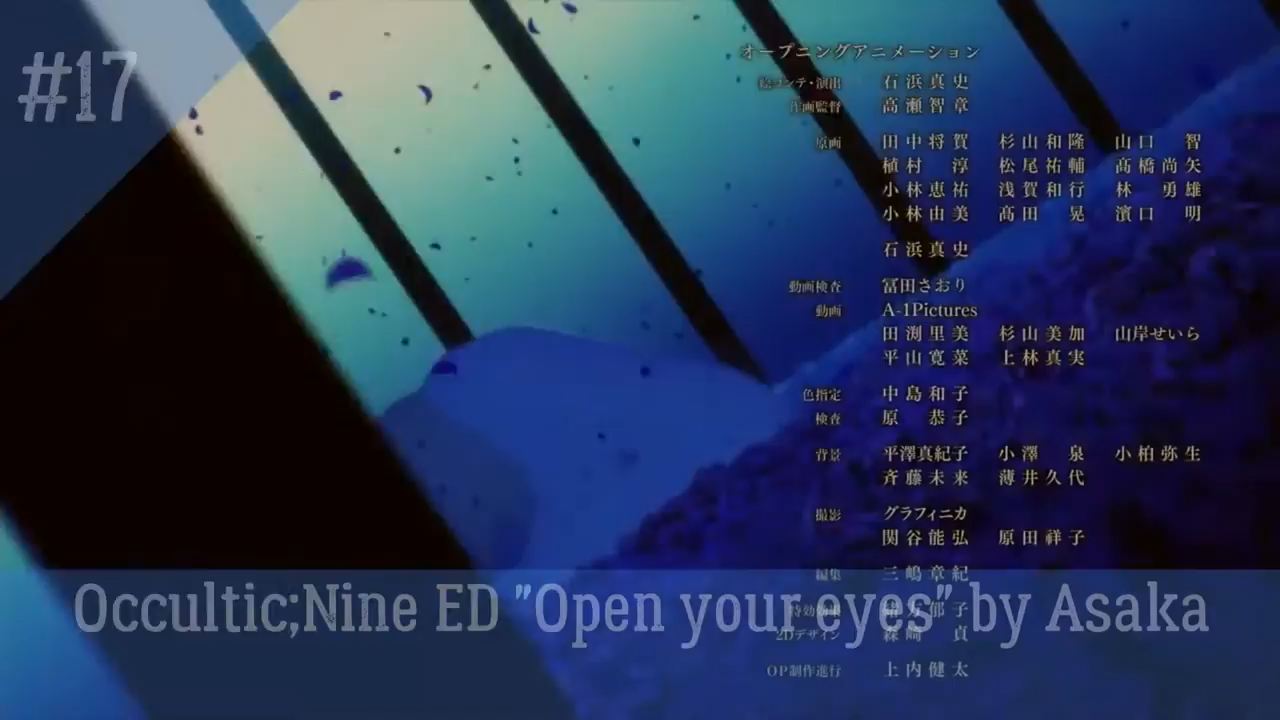 #17
オープニングアニメーション
絵コンテ・演出 石浜真史
作画監督 高瀬智章
原画 田中将賀 杉山和隆 山口 智
植村 淳 松尾祐輔 髙橋尚矢
小林恵祐 浅賀和行 林 勇雄
小林由美 高田 晃 濱口 明
石浜真史
動画検査 冨田さおり
動画 A-1Pictures
田渕里美 杉山美加 山岸せいら
平山寛菜 上林真実
色指定 中島和子
検査 原 恭子
背景 平澤真紀子 小澤 泉 小柏弥生
斉藤未来 薄井久代
撮影 グラフィニカ
関谷能弘 原田祥子
編集 三嶋章紀
特効効果 郁子
2Dデザイン 森崎 貞
OP制作進行 上内健太
Occultic;Nine ED "Open your eyes" by Asaka